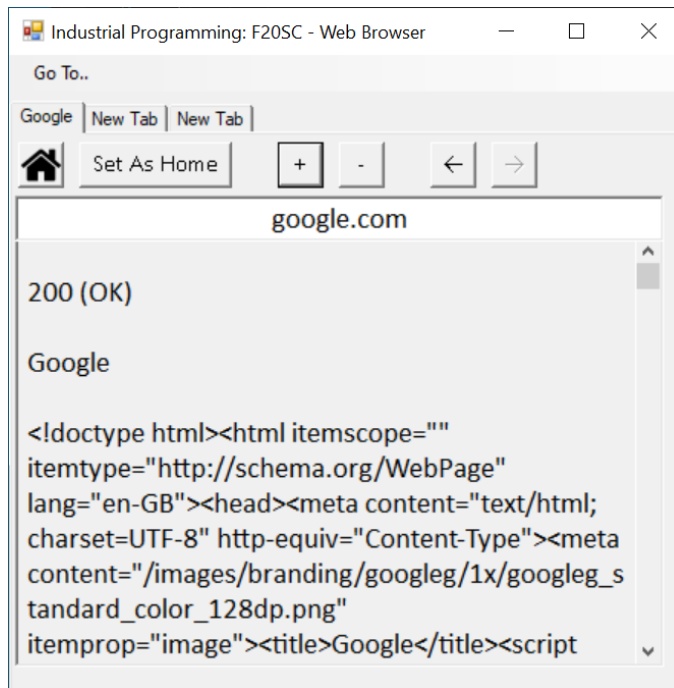 Industrial Programming: F20SC - Web Browser
Go To..
Google New Tab New Tab
Set As Home + - ← →
google.com
200 (OK)
Google
<!doctype html><html itemscope=""
itemtype="http://schema.org/WebPage"
lang="en-GB"><head><meta content="text/html;
charset=UTF-8" http-equiv="Content-Type"><meta
content="/images/branding/googleg/1x/googleg_s
tandard_color_128dp.png"
itemprop="image"><title>Google</title><script